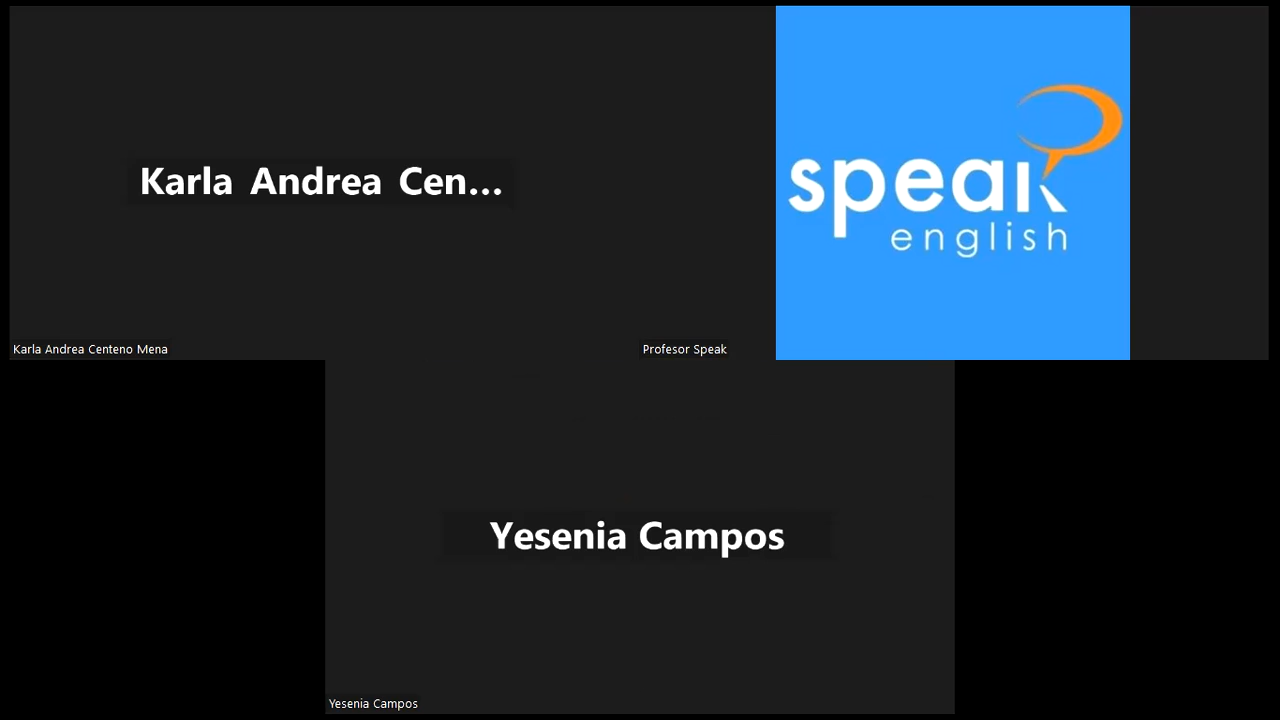 Karla Andrea Cen...
speak
english
Karla Andrea Centeno Mena
Profesor Speak
Yesenia Campos
Yesenia Campos